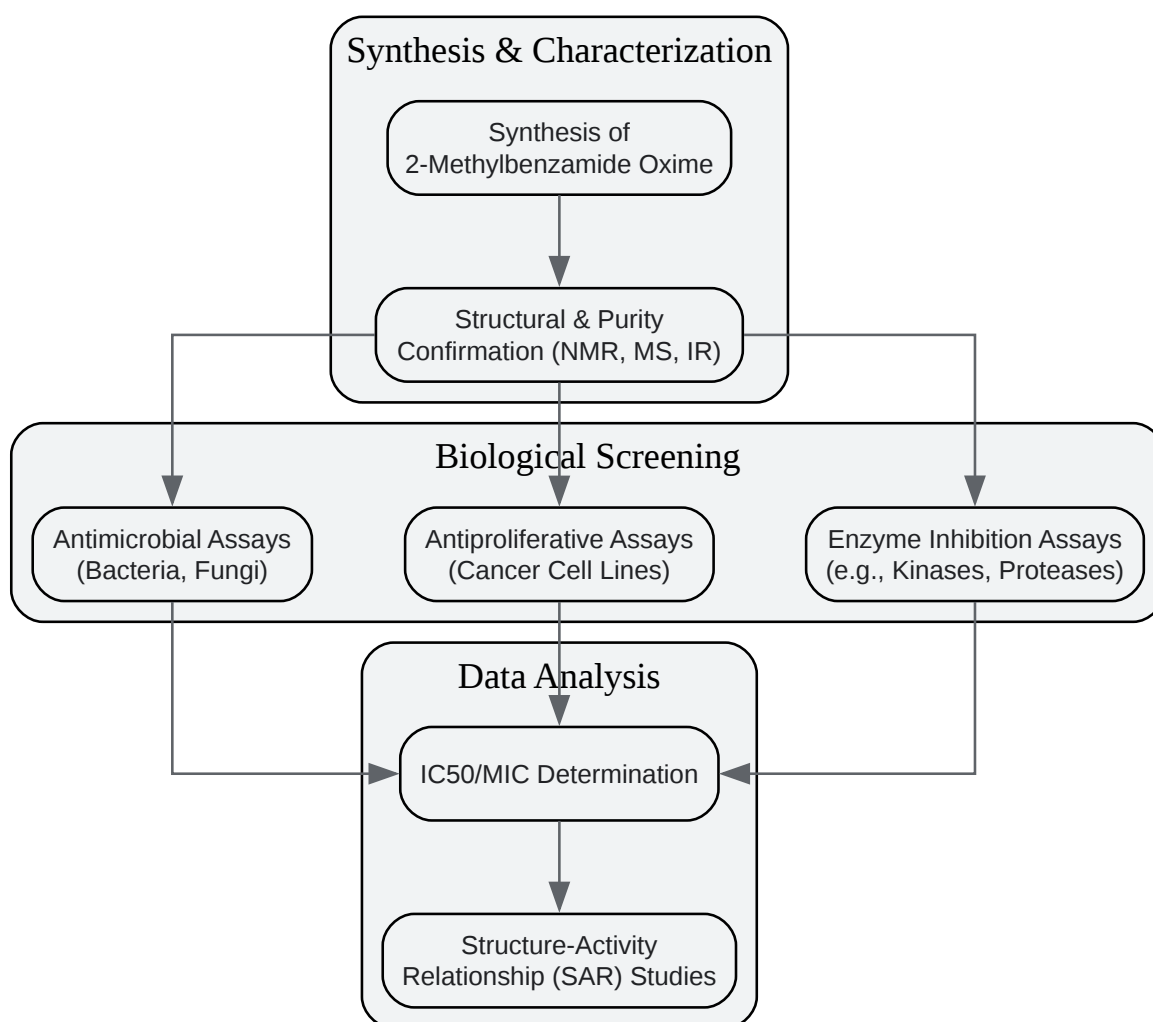 Synthesis & Characterization
Synthesis of
2-Methylbenzamide Oxime
Structural & Purity
Confirmation (NMR, MS, IR)
Biological Screening
Antimicrobial Assays
(Bacteria, Fungi)
Antiproliferative Assays
(Cancer Cell Lines)
Enzyme Inhibition Assays
(e.g., Kinases, Proteases)
Data Analysis
IC50/MIC Determination
Structure-Activity
Relationship (SAR) Studies